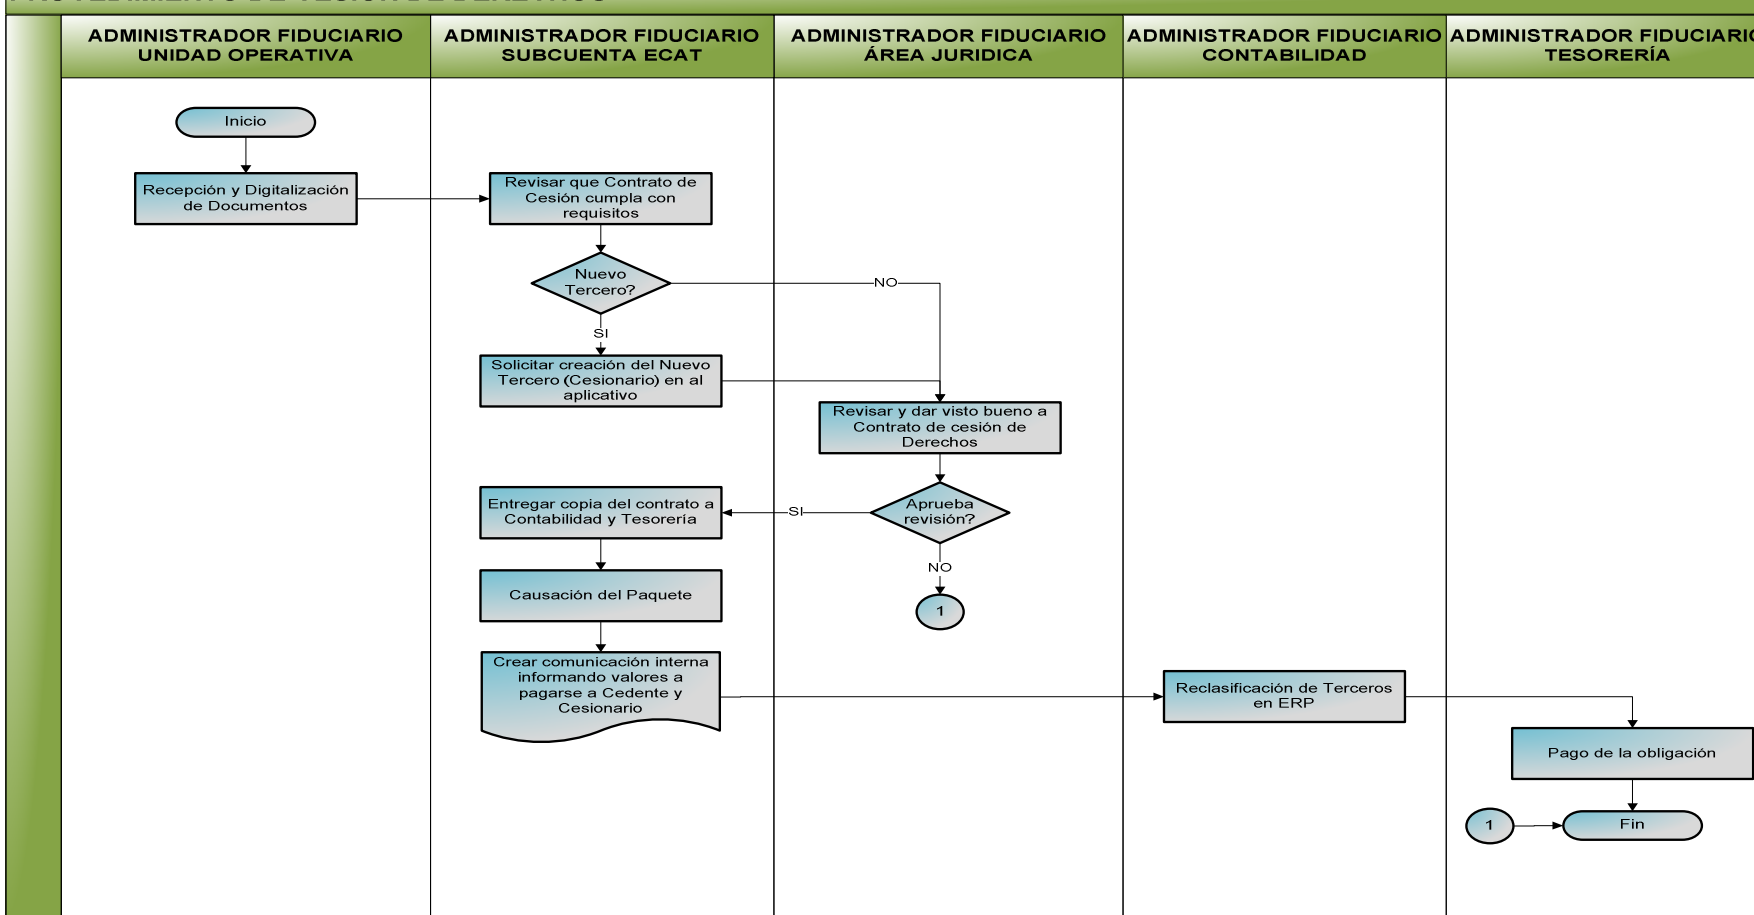 ADMINISTRADOR FIDUCIARIO
UNIDAD OPERATIVA
ADMINISTRADOR FIDUCIARIO
SUBCUENTA ECAT
ADMINISTRADOR FIDUCIARIO
ÁREA JURIDICA
ADMINISTRADOR FIDUCIARIO
CONTABILIDAD
ADMINISTRADOR FIDUCIARIO
TESORERÍA
Inicio
Recepción y Digitalización
de Documentos
Revisar que Contrato de
Cesión cumpla con
requisitos
Nuevo
Tercero?
NO
SI
Solicitar creación del Nuevo
Tercero (Cesionario) en al
aplicativo
Revisar y dar visto bueno a
Contrato de cesión de
Derechos
Aprueba
revisión?
SI
NO
1
Entregar copia del contrato a
Contabilidad y Tesorería
Causación del Paquete
Crear comunicación interna
informando valores a
pagarse a Cedente y
Cesionario
Reclasificación de Terceros
en ERP
Pago de la obligación
1
Fin